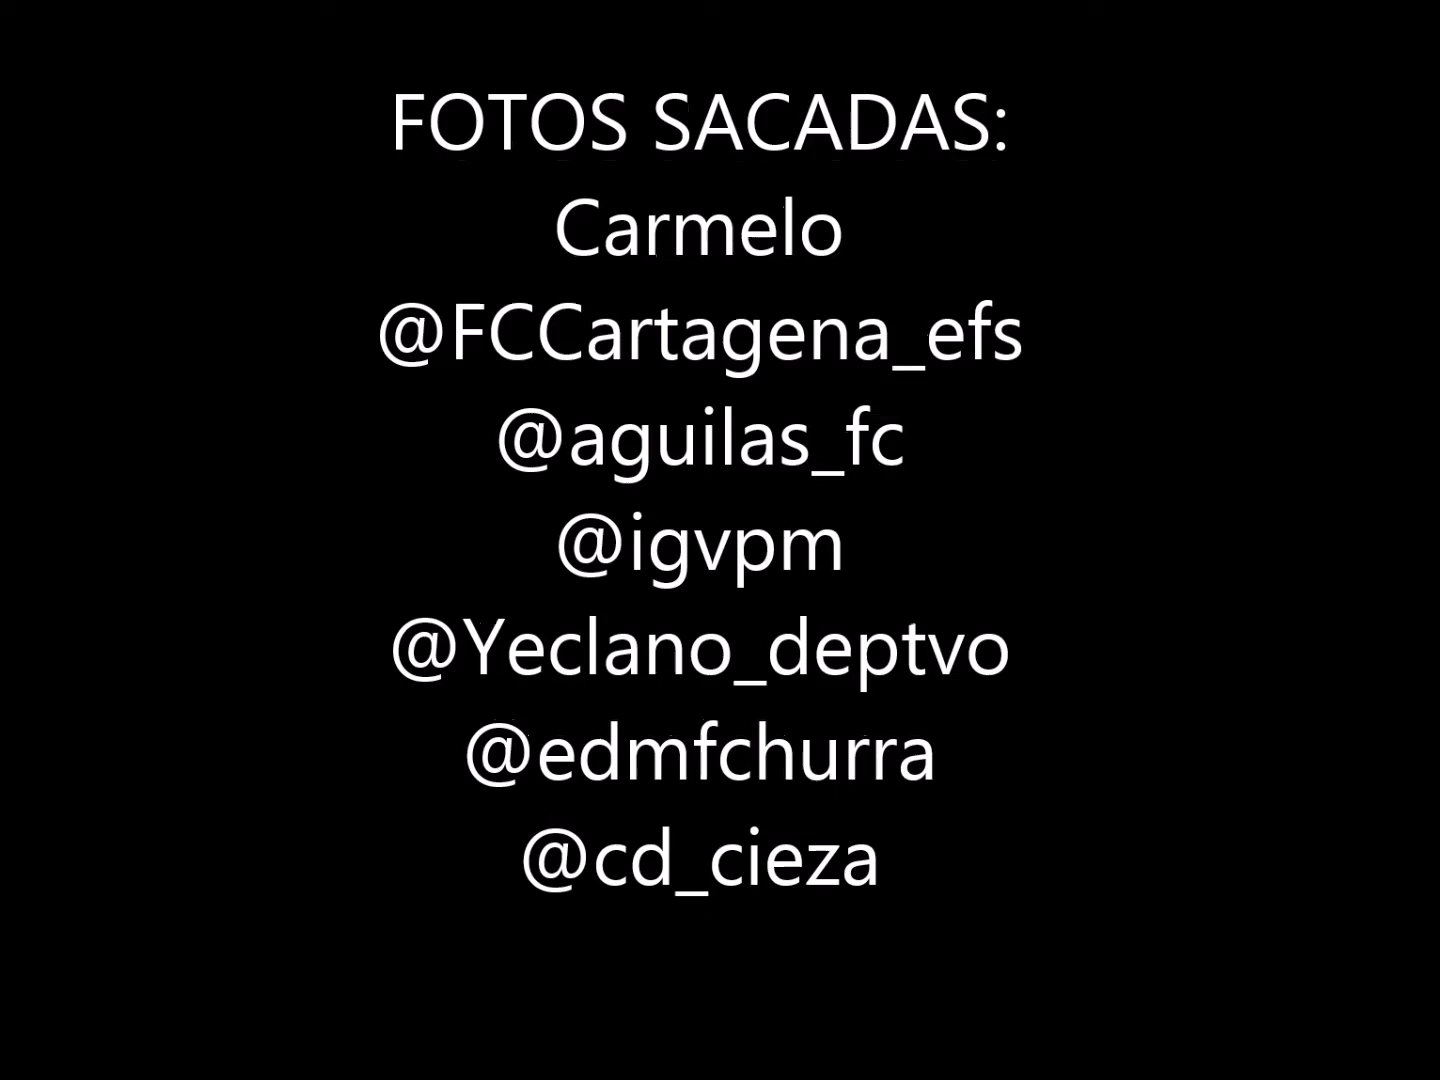 FOTOS SACADAS:
Carmelo
@FCCartagena_efs
@aguilas_fc
@igvpm
@Yeclano_deptvo
@edmfchurra
@cd_cieza